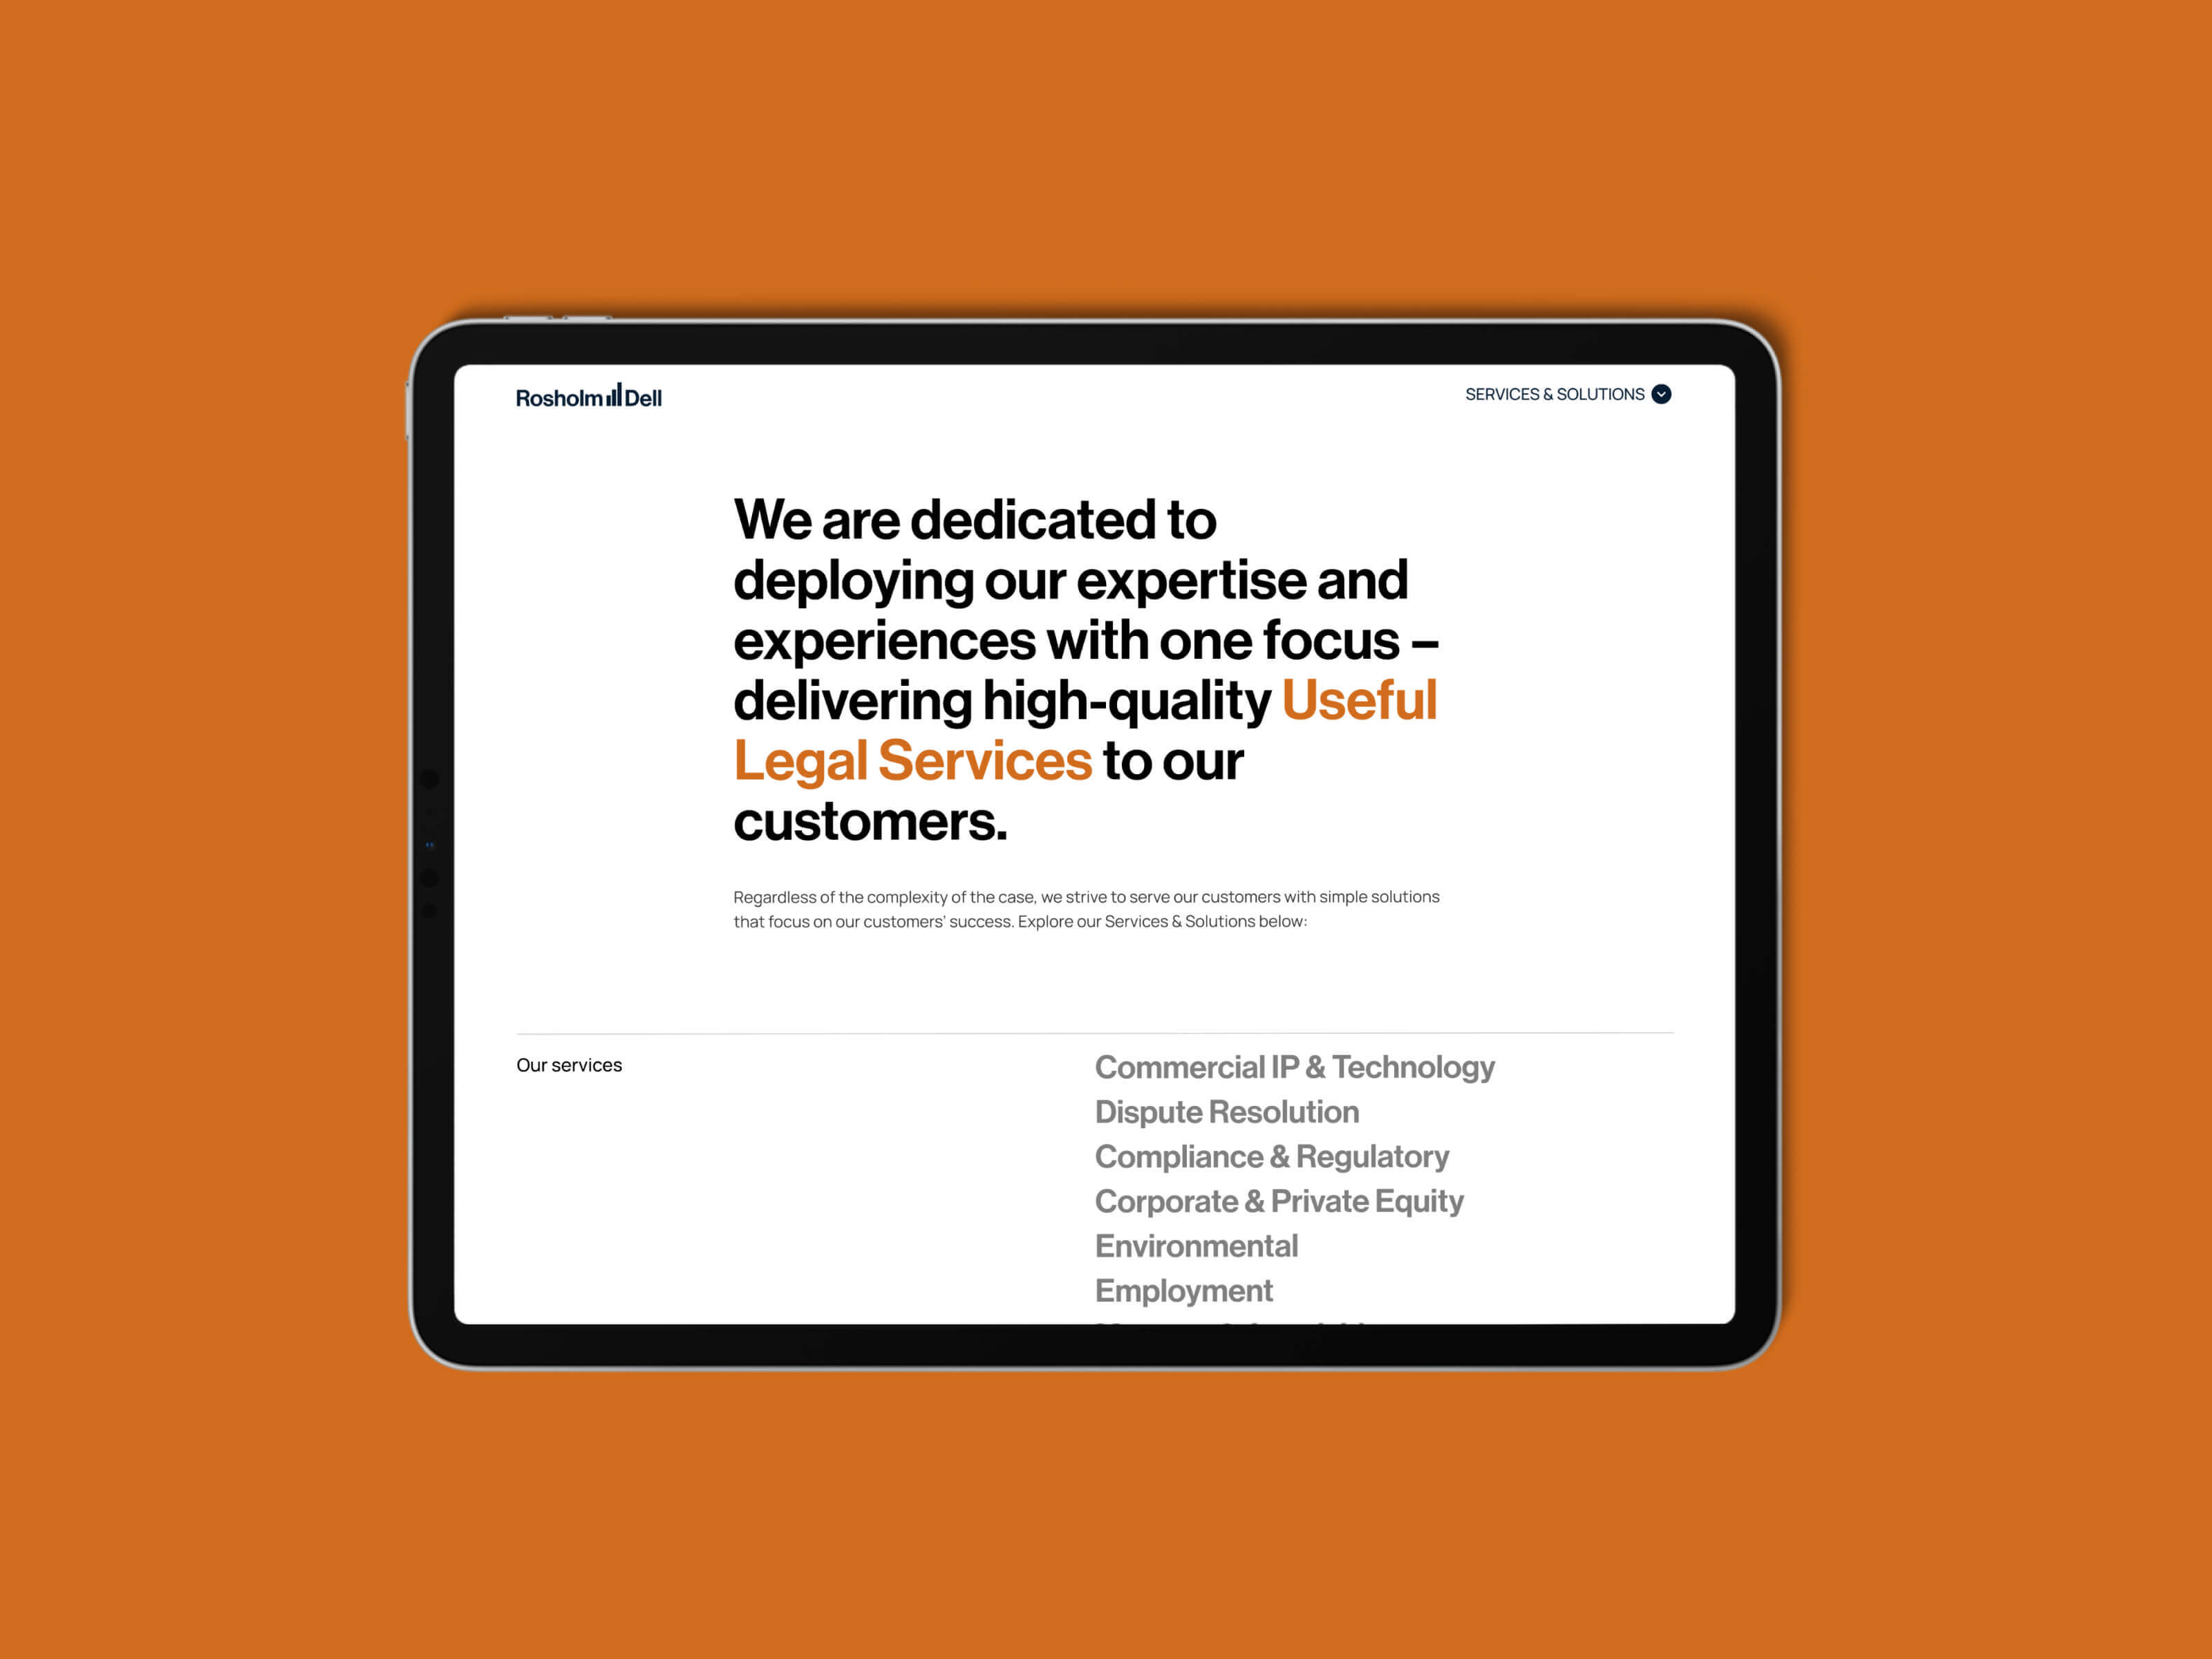 Rosholm Dell
SERVICES & SOLUTIONS
We are dedicated to
deploying our expertise and
experiences with one focus –
delivering high-quality Useful
Legal Services to our
customers.
Regardless of the complexity of the case, we strive to serve our customers with simple solutions
that focus on our customers' success. Explore our Services & Solutions below:
Our services
Commercial IP & Technology
Dispute Resolution
Compliance & Regulatory
Corporate & Private Equity
Environmental
Employment